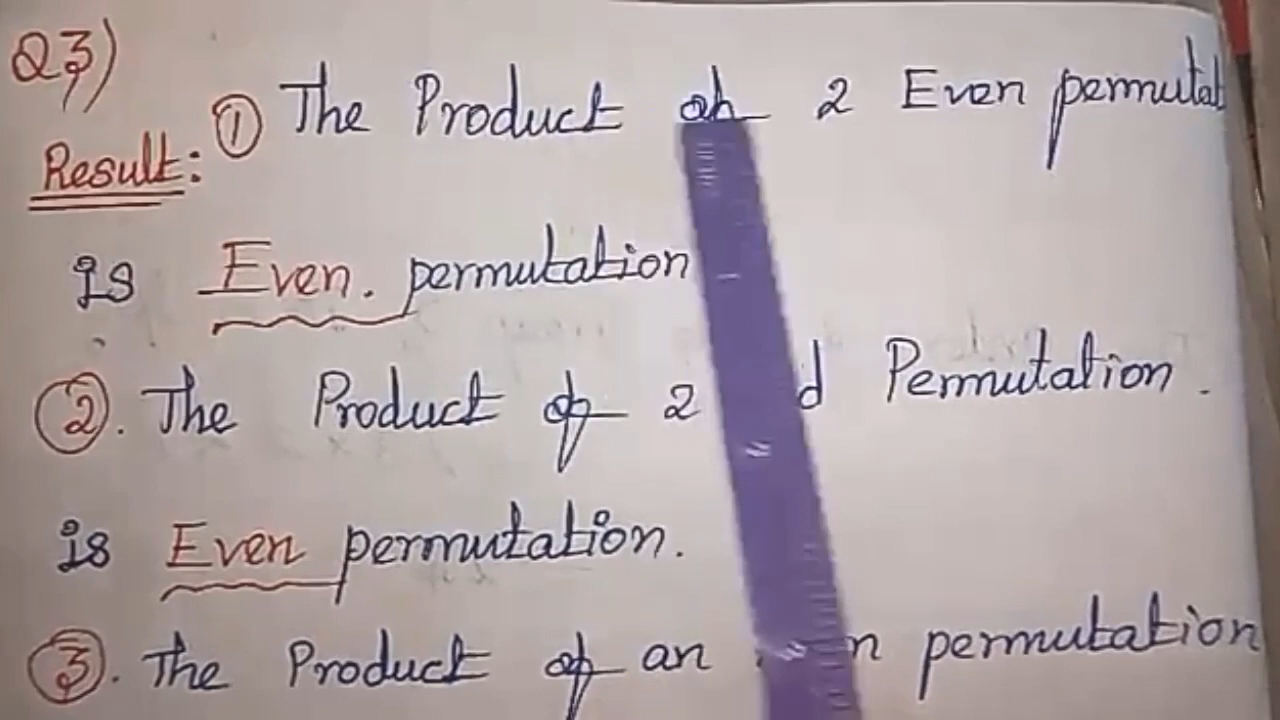 Q3)
Result: ① The Product of 2 Even permutat
is Even. permutation
②. The Product of 2 d Permutation.
is Even permutation.
③. The Product of an n permutation